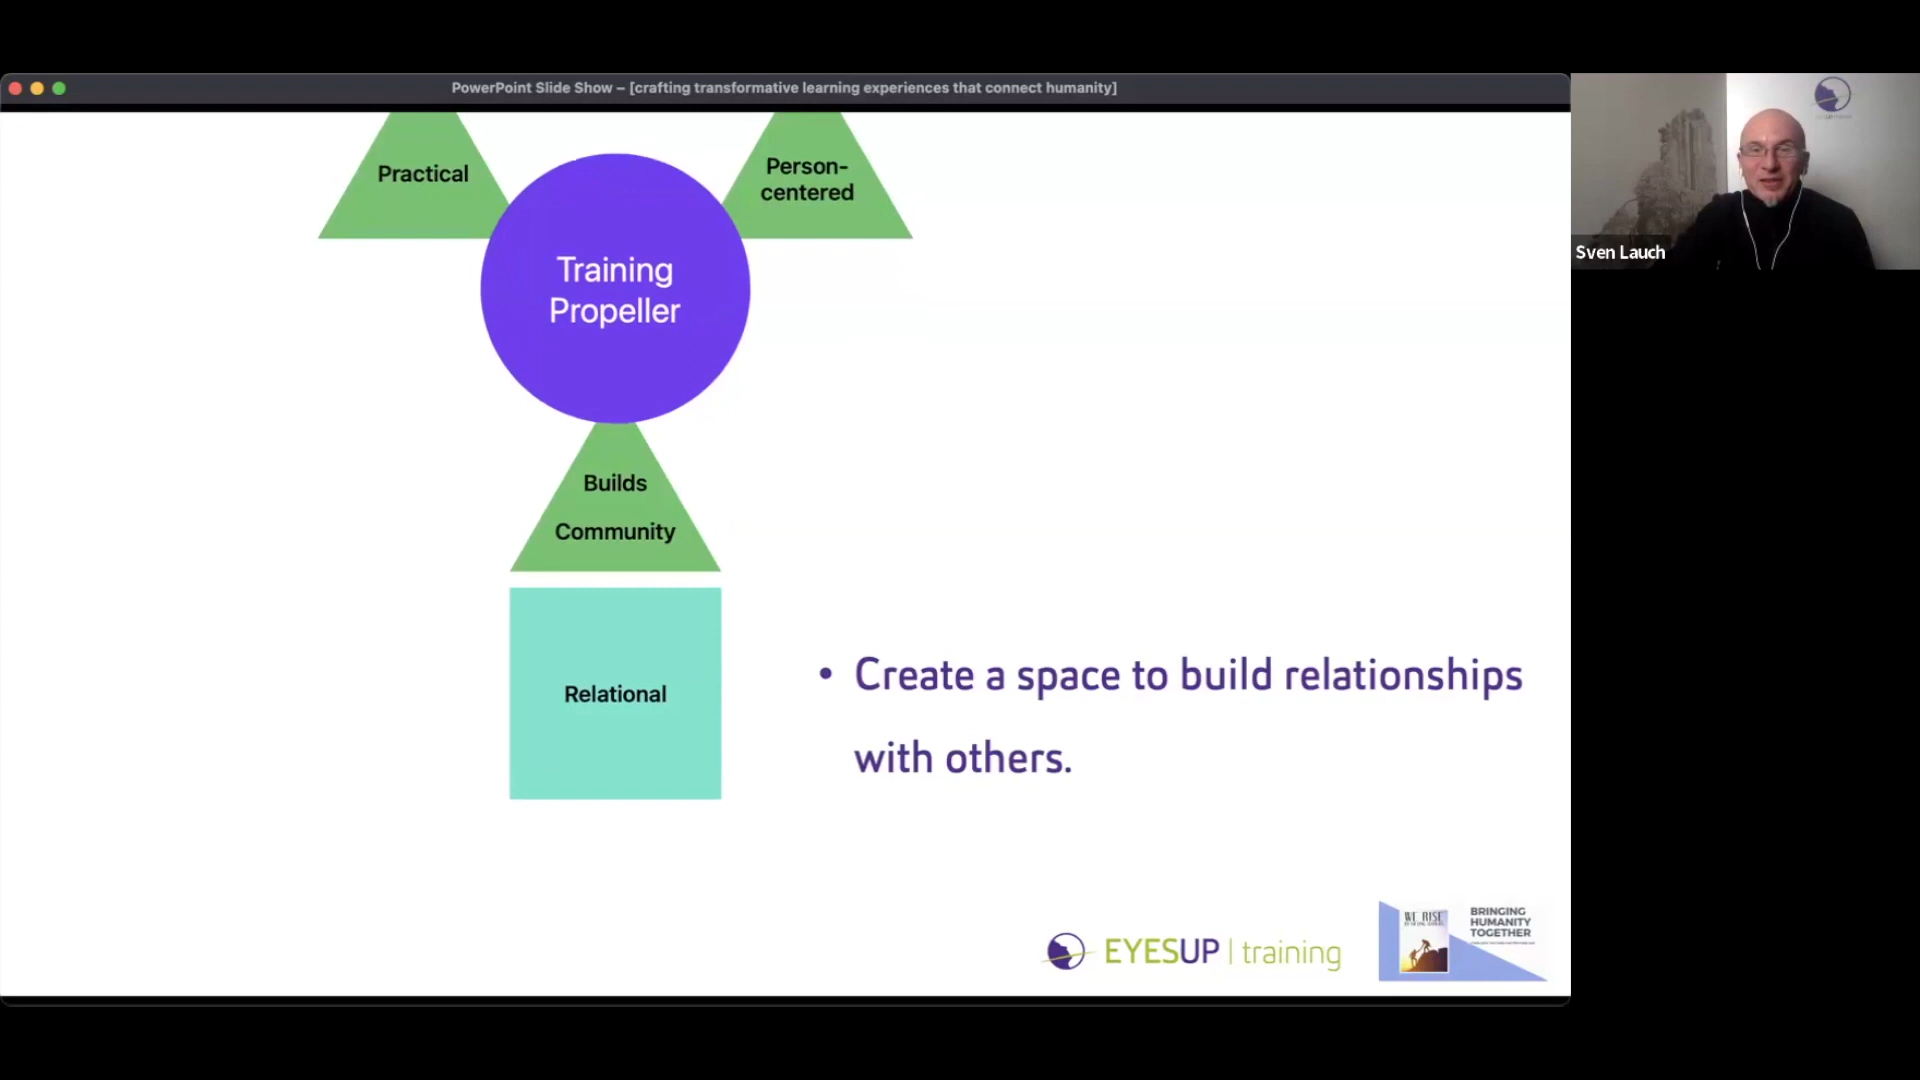 PowerPoint Slide Show – [crafting transformative learning experiences that connect humanity]
Practical
Person-
centered
Training
Propeller
Builds
Community
Relational
• Create a space to build relationships
with others.
EYESUP | training
WE RISE
BRINGING
HUMANITY
TOGETHER
Sven Lauch